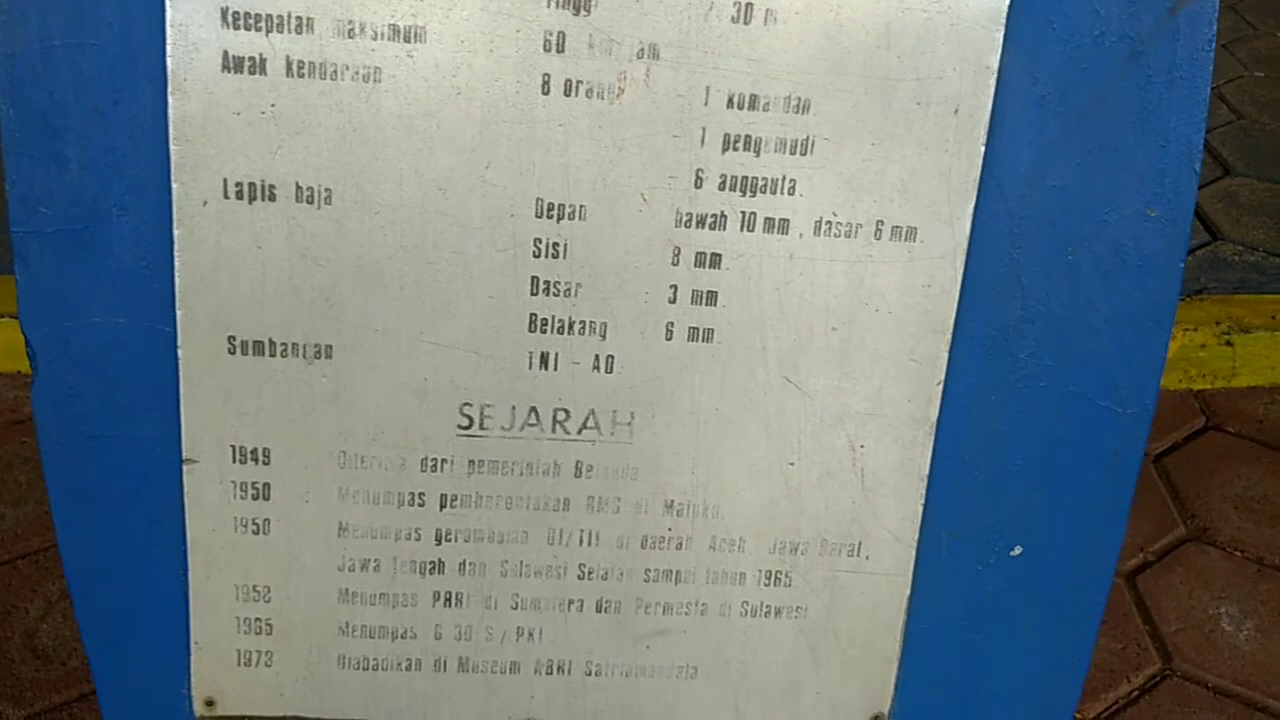 Tinggi : 30 m
Kecepatan maksimum 60 km/jam
Awak kendaraan 8 orang
1 komandan.
1 pengemudi
6 anggauta.
Lapis baja Depan bawah 10 mm, dasar 6 mm.
Sisi 8 mm.
Dasar : 3 mm.
Belakang 6 mm.
Sumbangan TNI - AD.
SEJARAH
1949 Diterima dari pemerintah Belanda
1950 : Menumpas pemberontakan RMS di Maluku.
1950 Menumpas gerombolan DI/TII di daerah Aceh, Jawa Barat,
Jawa Tengah dan Sulawesi Selatan sampai tahun 1965
1958 Menumpas PRRI di Sumatera dan Permesta di Sulawesi
1965 Menumpas G 30 S / PKI
1973 Diabadikan di Museum ABRI Satriamandala